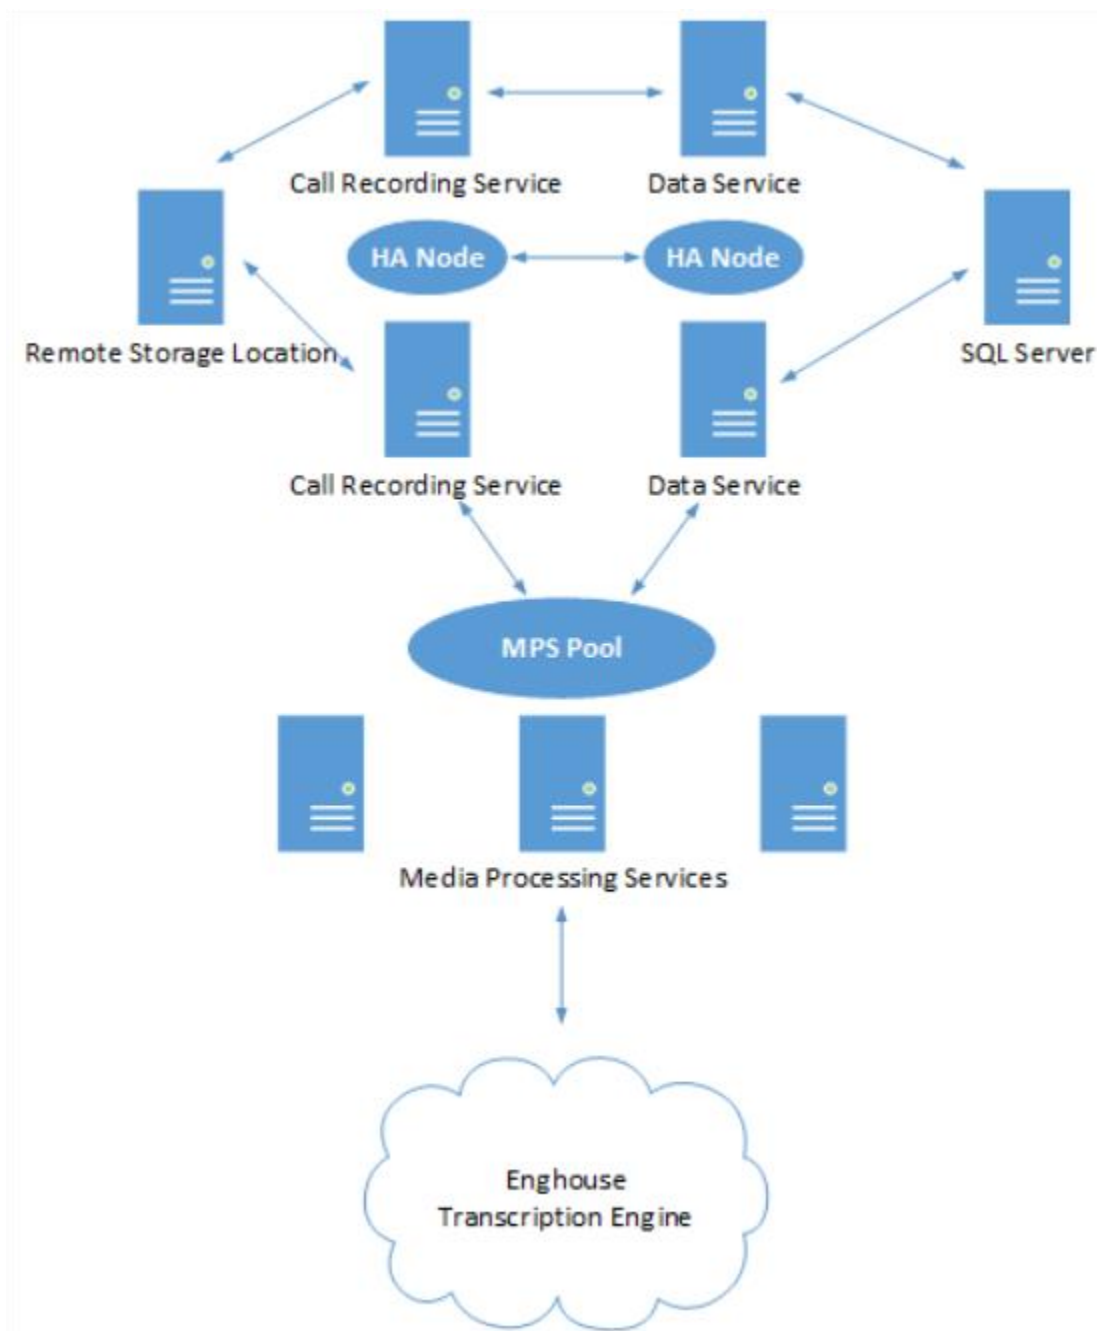 Call Recording Service
Data Service
HA Node
HA Node
Remote Storage Location
SQL Server
Call Recording Service
Data Service
MPS Pool
Media Processing Services
Enghouse
Transcription Engine